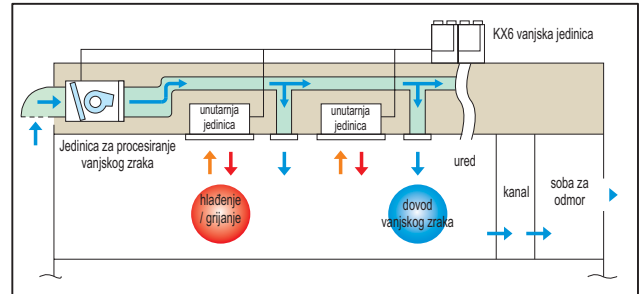 KX6 vanjska jedinica
unutarnja
jedinica
unutarnja
jedinica
Jedinica za procesiranje
vanjskog zraka
ured
hlađenje
/ grijanje
dovod
vanjskog zraka
kanal
soba za
odmor